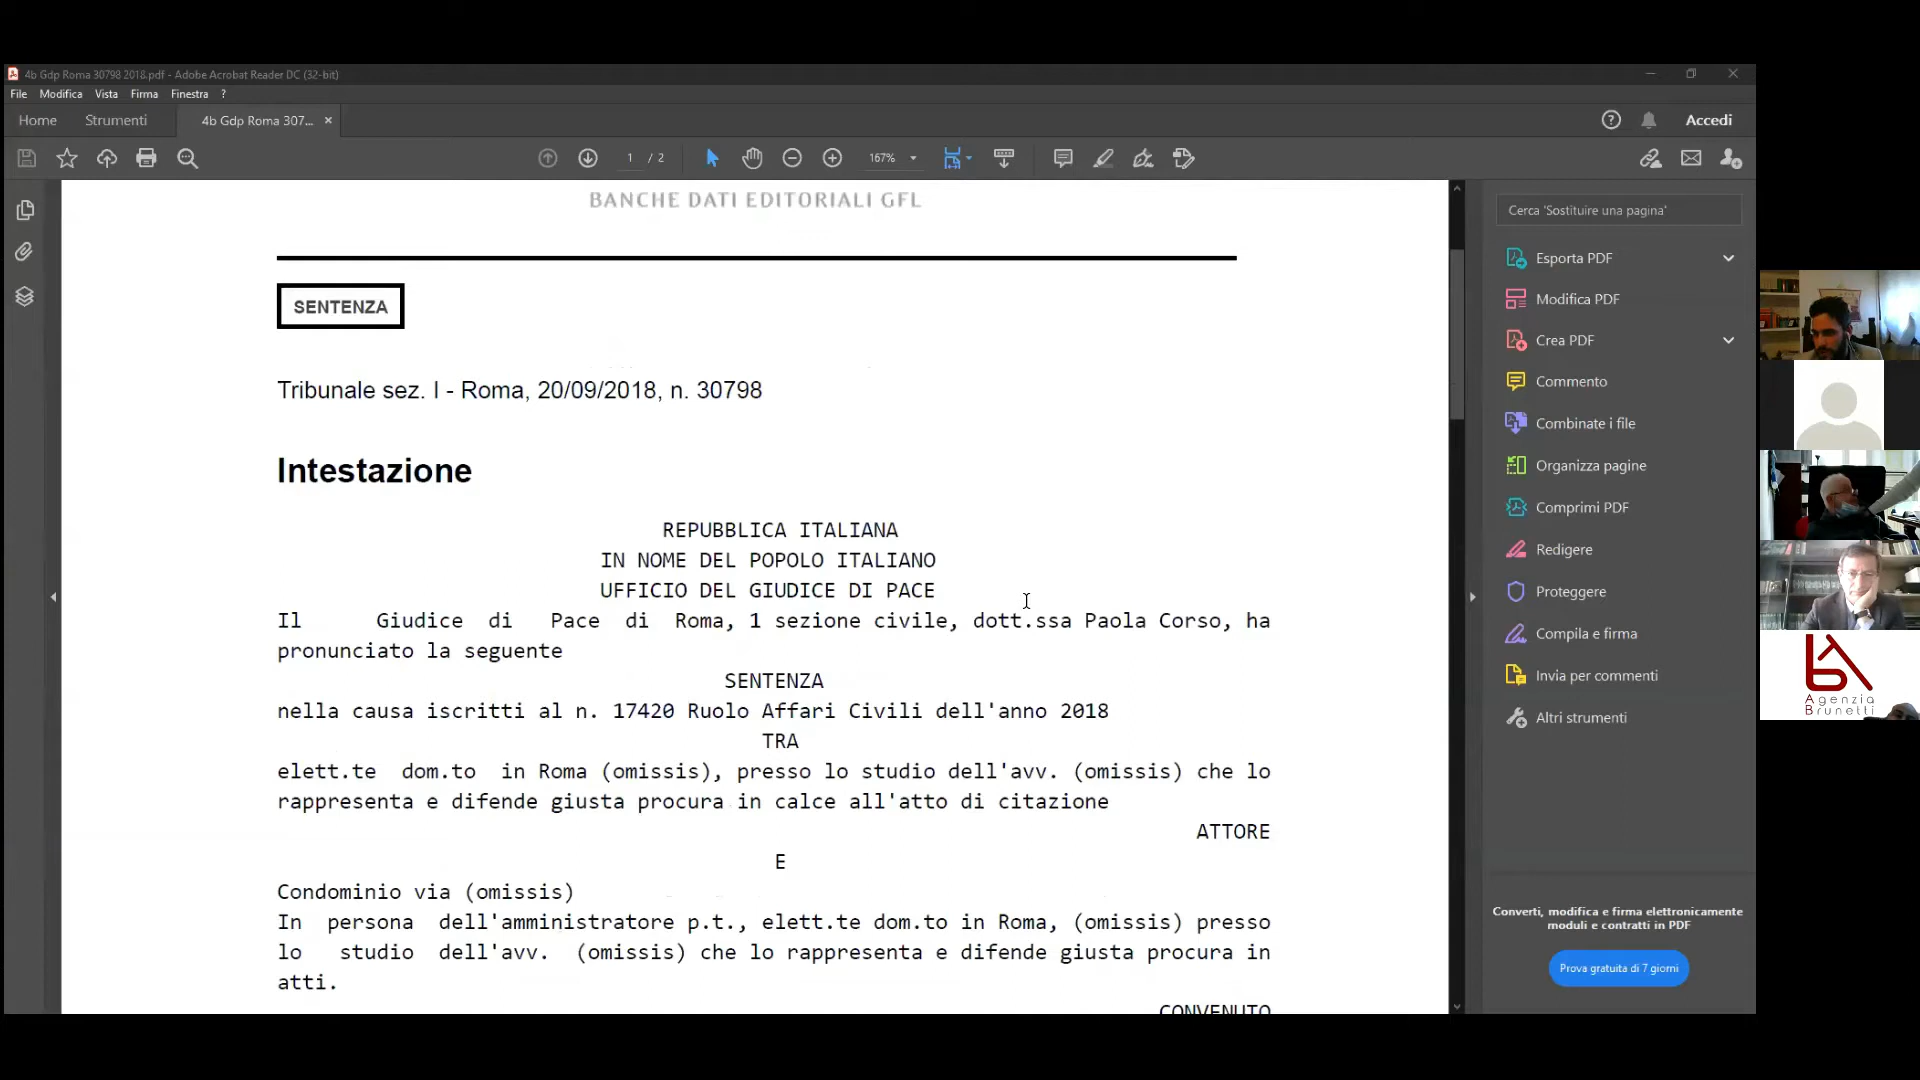 4b Gdp Roma 30798 2018.pdf - Adobe Acrobat Reader DC (32-bit)
File Modifica Vista Firma Finestra ?
Home Strumenti 4b Gdp Roma 307... × Accedi
1 / 2 167%
BANCHE DATI EDITORIALI GFL
SENTENZA
Tribunale sez. I - Roma, 20/09/2018, n. 30798
Intestazione
REPUBBLICA ITALIANA
IN NOME DEL POPOLO ITALIANO
UFFICIO DEL GIUDICE DI PACE
Il Giudice di Pace di Roma, 1 sezione civile, dott.ssa Paola Corso, ha
pronunciato la seguente
SENTENZA
nella causa iscritti al n. 17420 Ruolo Affari Civili dell'anno 2018
TRA
elett.te dom.to in Roma (omissis), presso lo studio dell'avv. (omissis) che lo
rappresenta e difende giusta procura in calce all'atto di citazione
ATTORE
E
Condominio via (omissis)
In persona dell'amministratore p.t., elett.te dom.to in Roma, (omissis) presso
lo studio dell'avv. (omissis) che lo rappresenta e difende giusta procura in
atti.
CONVENUTO
Cerca 'Sostituire una pagina'
Esporta PDF
Modifica PDF
Crea PDF
Commento
Combinate i file
Organizza pagine
Comprimi PDF
Redigere
Proteggere
Compila e firma
Invia per commenti
Altri strumenti
Converti, modifica e firma elettronicamente
moduli e contratti in PDF
Prova gratuita di 7 giorni
Agenzia
Brunetti